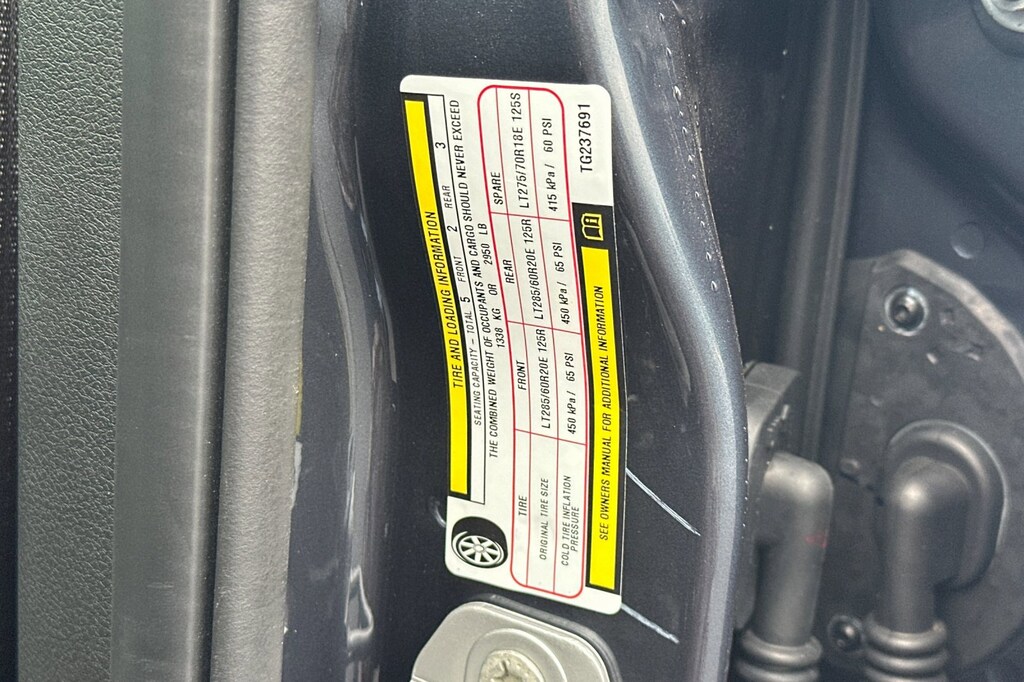 TIRE AND LOADING INFORMATION
SEATING CAPACITY – TOTAL 5 FRONT 2 REAR 3
THE COMBINED WEIGHT OF OCCUPANTS AND CARGO SHOULD NEVER EXCEED
1338 KG OR 2950 LB
TIRE FRONT REAR SPARE
ORIGINAL TIRE SIZE LT285/60R20E 125R LT285/60R20E 125R LT275/70R18E 125S
COLD TIRE INFLATION
PRESSURE 450 kPa / 65 PSI 450 kPa / 65 PSI 415 kPa / 60 PSI
SEE OWNERS MANUAL FOR ADDITIONAL INFORMATION
TG237691